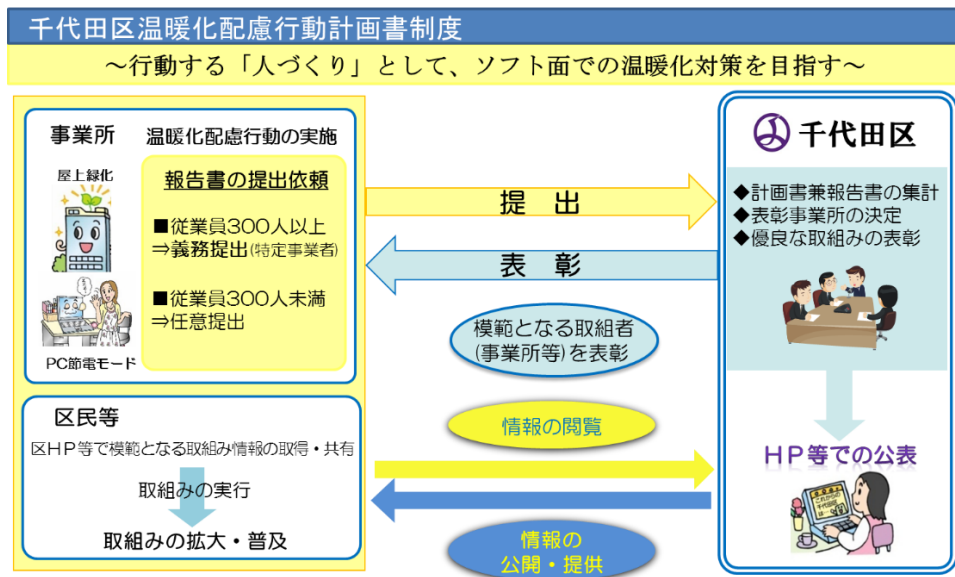 千代田区温暖化配慮行動計画書制度
～行動する「人づくり」として、ソフト面での温暖化対策を目指す～
事業所
温暖化配慮行動の実施
屋上緑化
報告書の提出依頼
■従業員300人以上
⇒義務提出(特定事業者)
■従業員300人未満
⇒任意提出
PC節電モード
区民等
区HP等で模範となる取組み情報の取得・共有
取組みの実行
取組みの拡大・普及
提 出
表 彰
模範となる取組者
(事業所等)を表彰
情報の閲覧
情報の
公開・提供
千代田区
◆計画書兼報告書の集計
◆表彰事業所の決定
◆優良な取組みの表彰
HP等での公表
これからの
千代田区
は…